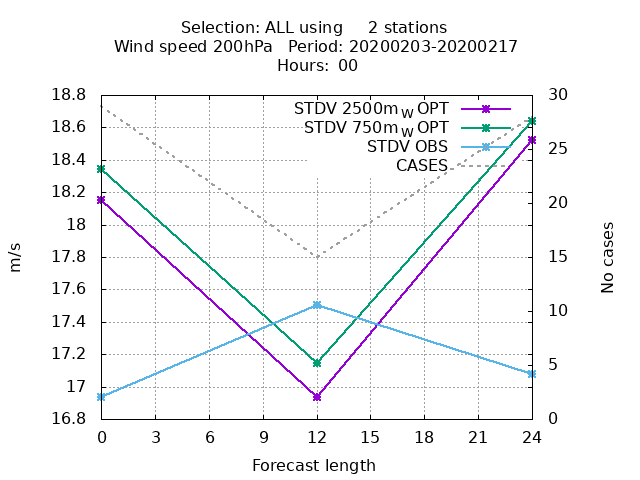 Selection: ALL using 2 stations
Wind speed 200hPa Period: 20200203-20200217
Hours: 00
STDV 2500m_W OPT
STDV 750m_W OPT
STDV OBS
CASES
18.8
18.6
18.4
18.2
18
17.8
17.6
17.4
17.2
17
16.8
m/s
30
25
20
15
10
5
0
No cases
0 3 6 9 12 15 18 21 24
Forecast length